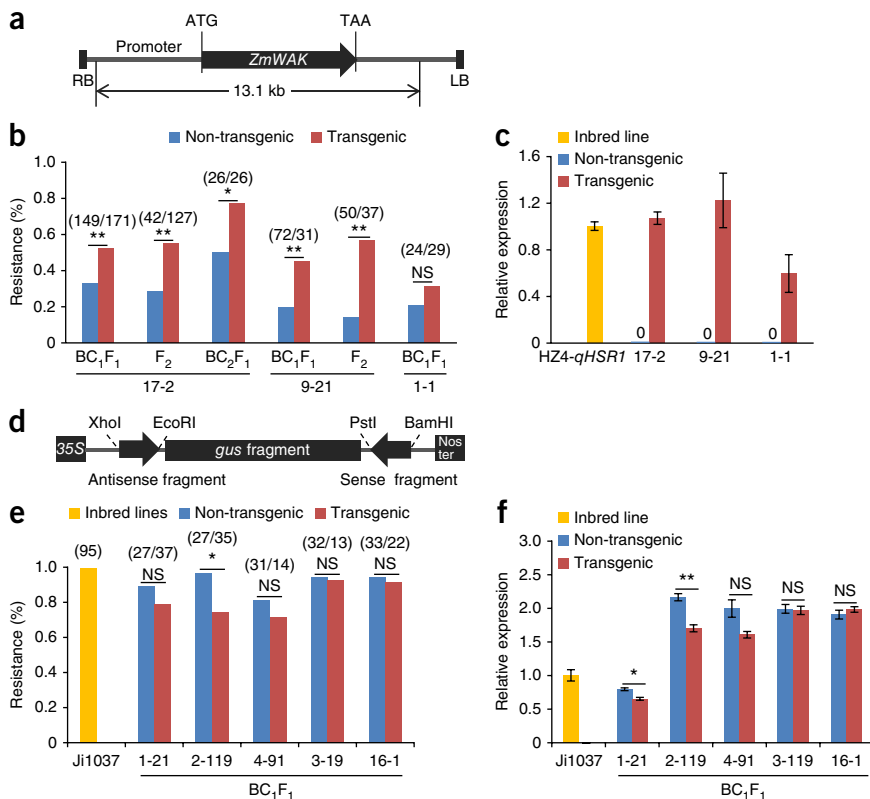 a
ATG
TAA
Promoter
ZmWAK
RB
LB
13.1 kb
b
Non-transgenic
Transgenic
Resistance (%)
1.0
0.8
0.6
0.4
0.2
0
(149/171)
**
(42/127)
**
(26/26)
*
(72/31)
**
(50/37)
**
(24/29)
NS
BC1F1
F2
BC2F1
BC1F1
F2
BC1F1
17-2
9-21
1-1
c
Inbred line
Non-transgenic
Transgenic
Relative expression
1.6
1.2
0.8
0.4
0
0
0
0
HZ4-qHSR1
17-2
9-21
1-1
d
XhoI
EcoRI
PstI
BamHI
35S
gus fragment
Nos
ter
Antisense fragment
Sense fragment
e
Inbred lines
Non-transgenic
Transgenic
Resistance (%)
1.0
0.8
0.6
0.4
0.2
0
(95)
(27/37)
NS
(27/35)
*
(31/14)
NS
(32/13)
NS
(33/22)
NS
Ji1037
1-21
2-119
4-91
3-19
16-1
BC1F1
f
Inbred line
Non-transgenic
Transgenic
Relative expression
3.0
2.5
2.0
1.5
1.0
0.5
0
*
**
NS
NS
NS
Ji1037
1-21
2-119
4-91
3-119
16-1
BC1F1